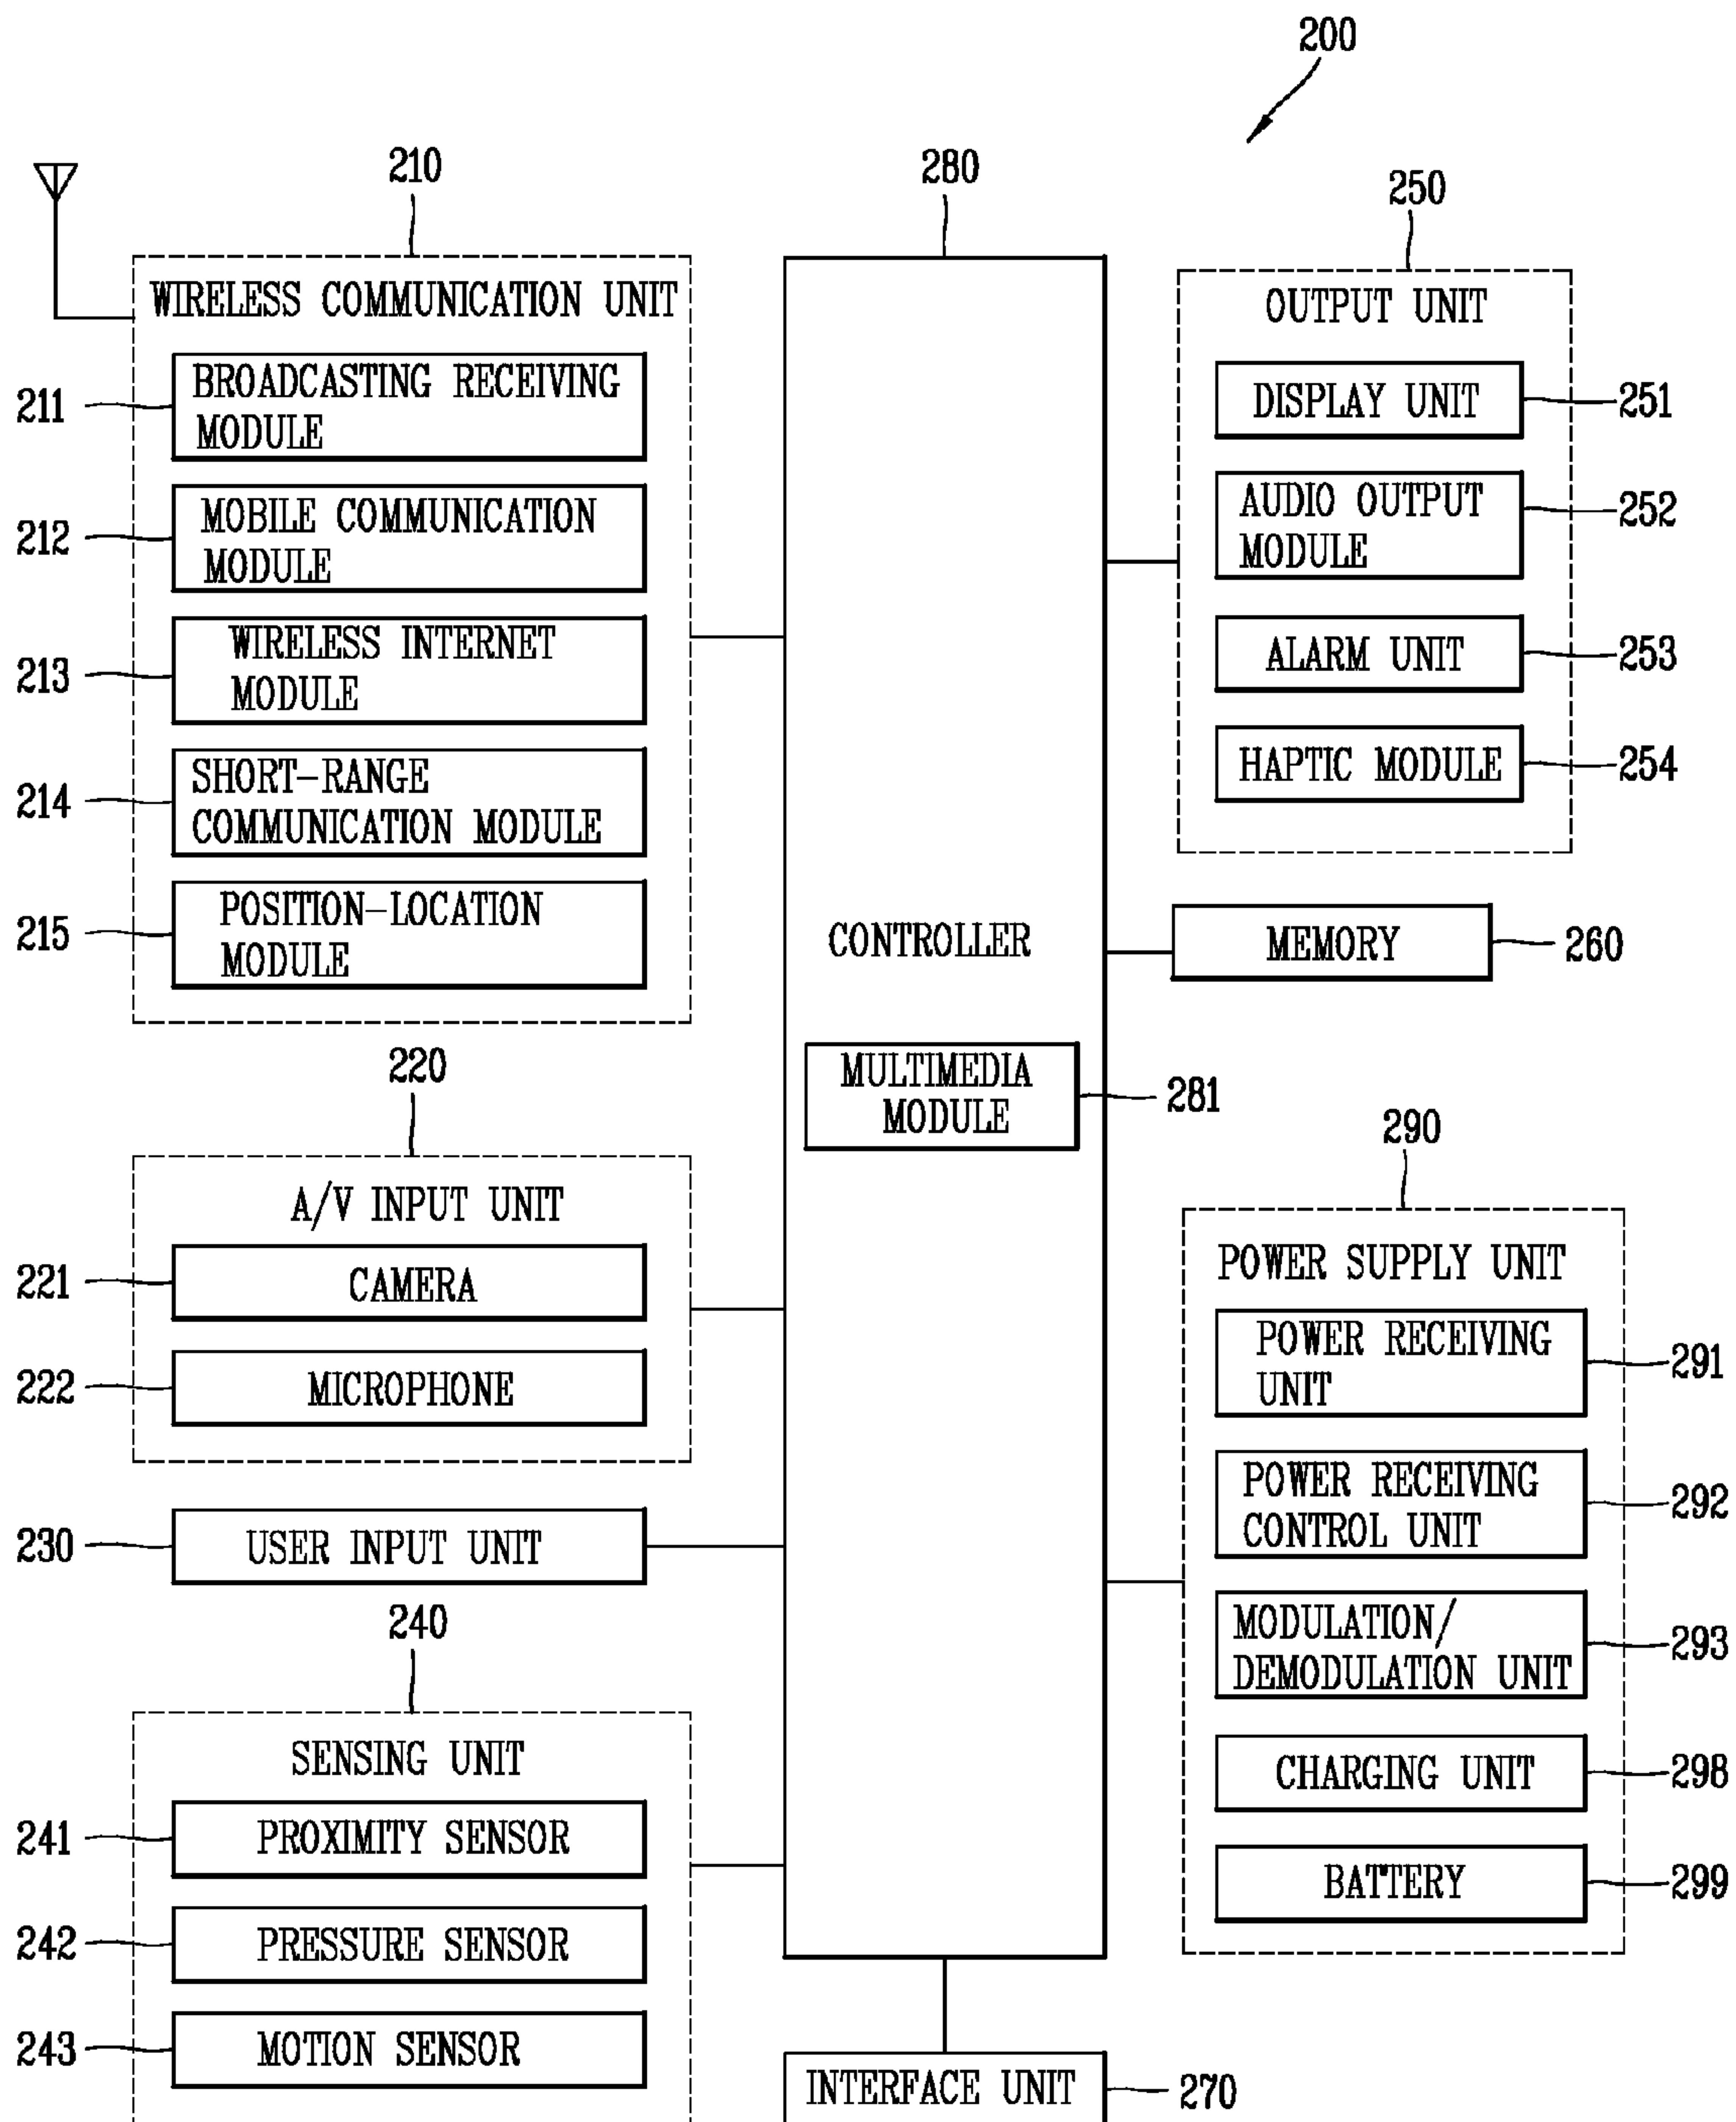 200
210
WIRELESS COMMUNICATION UNIT
211
BROADCASTING RECEIVING
MODULE
212
MOBILE COMMUNICATION
MODULE
213
WIRELESS INTERNET
MODULE
214
SHORT-RANGE
COMMUNICATION MODULE
215
POSITION-LOCATION
MODULE
220
A/V INPUT UNIT
221
CAMERA
222
MICROPHONE
230
USER INPUT UNIT
240
SENSING UNIT
241
PROXIMITY SENSOR
242
PRESSURE SENSOR
243
MOTION SENSOR
280
CONTROLLER
MULTIMEDIA
MODULE
281
INTERFACE UNIT
270
250
OUTPUT UNIT
DISPLAY UNIT
251
AUDIO OUTPUT
MODULE
252
ALARM UNIT
253
HAPTIC MODULE
254
MEMORY
260
290
POWER SUPPLY UNIT
POWER RECEIVING
UNIT
291
POWER RECEIVING
CONTROL UNIT
292
MODULATION/
DEMODULATION UNIT
293
CHARGING UNIT
298
BATTERY
299